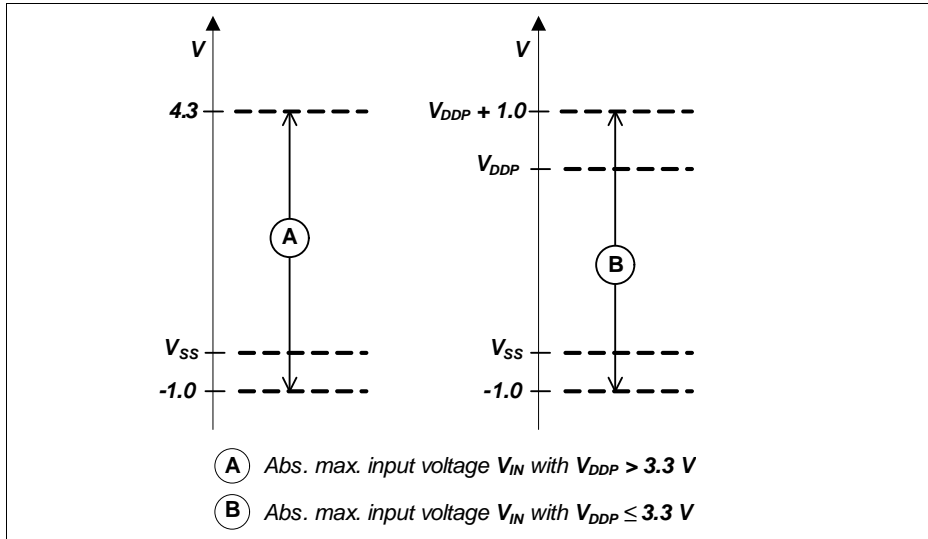 V
4.3
A
VSS
-1.0
V
VDDP + 1.0
VDDP
B
VSS
-1.0
A Abs. max. input voltage VIN with VDDP > 3.3 V
B Abs. max. input voltage VIN with VDDP ≤ 3.3 V